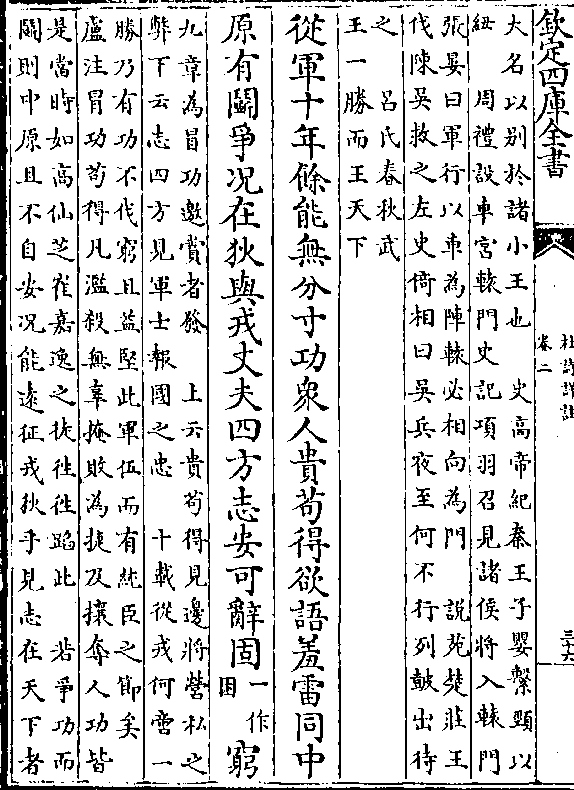 欽定四庫全書
杜詩詳註
卷二
三十六
大名以別於諸小王也　史高帝紀秦王子嬰繫頸以
組　周禮設車宮轅門史記項羽召見諸侯將入轅門
張晏曰軍行以車為陣轅必相向為門　說苑楚莊王
伐陳吳救之左史倚相曰吳兵夜至何不行列鼓出待
之　呂氏春秋武
王一勝而王天下
從軍十年餘能無分寸功衆人貴苟得欲語羞雷同中
原有鬬爭况在狄與戎丈夫四方志安可辭固一作
困窮
九章為冒功邀賞者發　上云貴苟得見邊將營私之
弊下云志四方見軍士報國之忠　十載從戎何啻一
勝乃有功不伐窮且益堅此軍伍而有純臣之節矣
盧注冒功苟得凡濫殺無辜掩敗為捷及攘奪人功皆
是當時如高仙芝崔嘉逸之徒徃徃蹈此　若爭功而
鬬則中原且不自安况能遠征戎狄乎見志在天下者